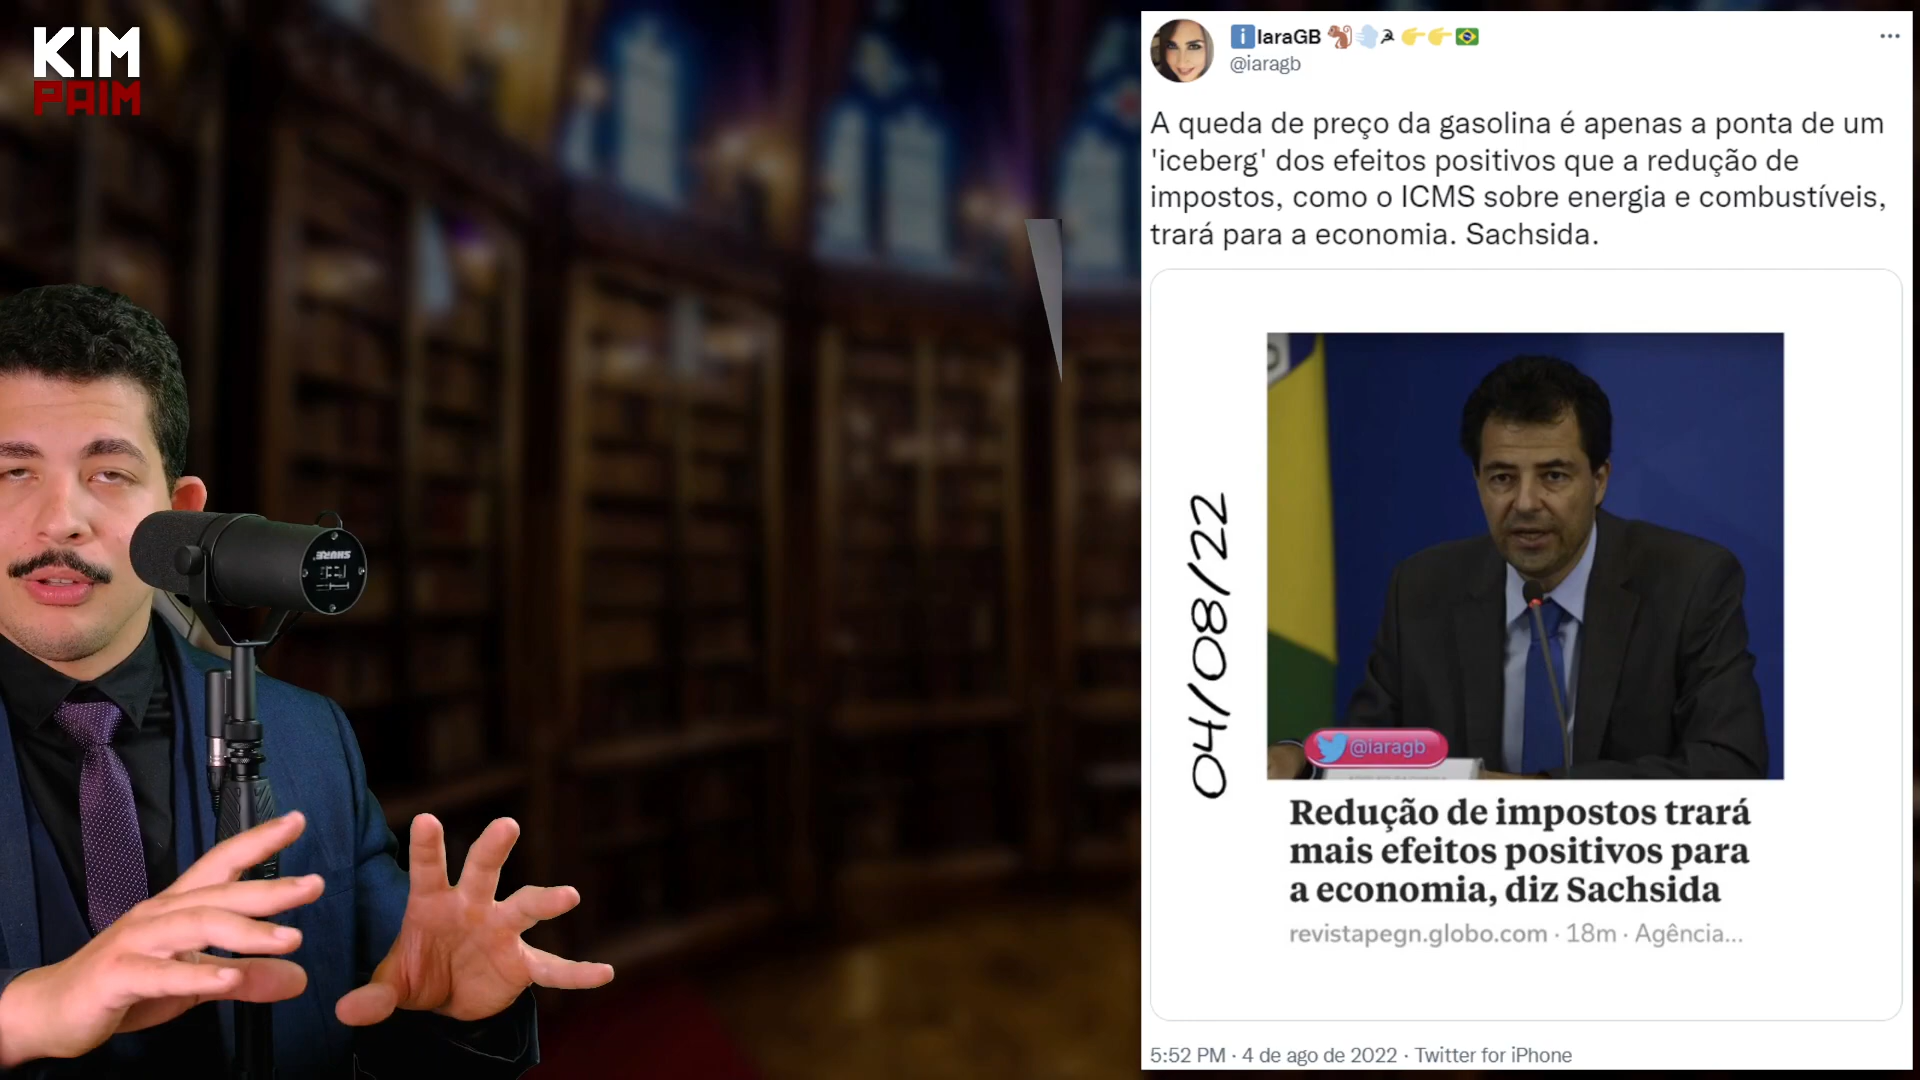 KIM
PAIM
IaraGB
@iaragb
A queda de preço da gasolina é apenas a ponta de um
'iceberg' dos efeitos positivos que a redução de
impostos, como o ICMS sobre energia e combustíveis,
trará para a economia. Sachsida.
04/08/22
@iaragb
Redução de impostos trará
mais efeitos positivos para
a economia, diz Sachsida
revistapegn.globo.com · 18m · Agência...
5:52 PM · 4 de ago de 2022 · Twitter for iPhone
SHURE